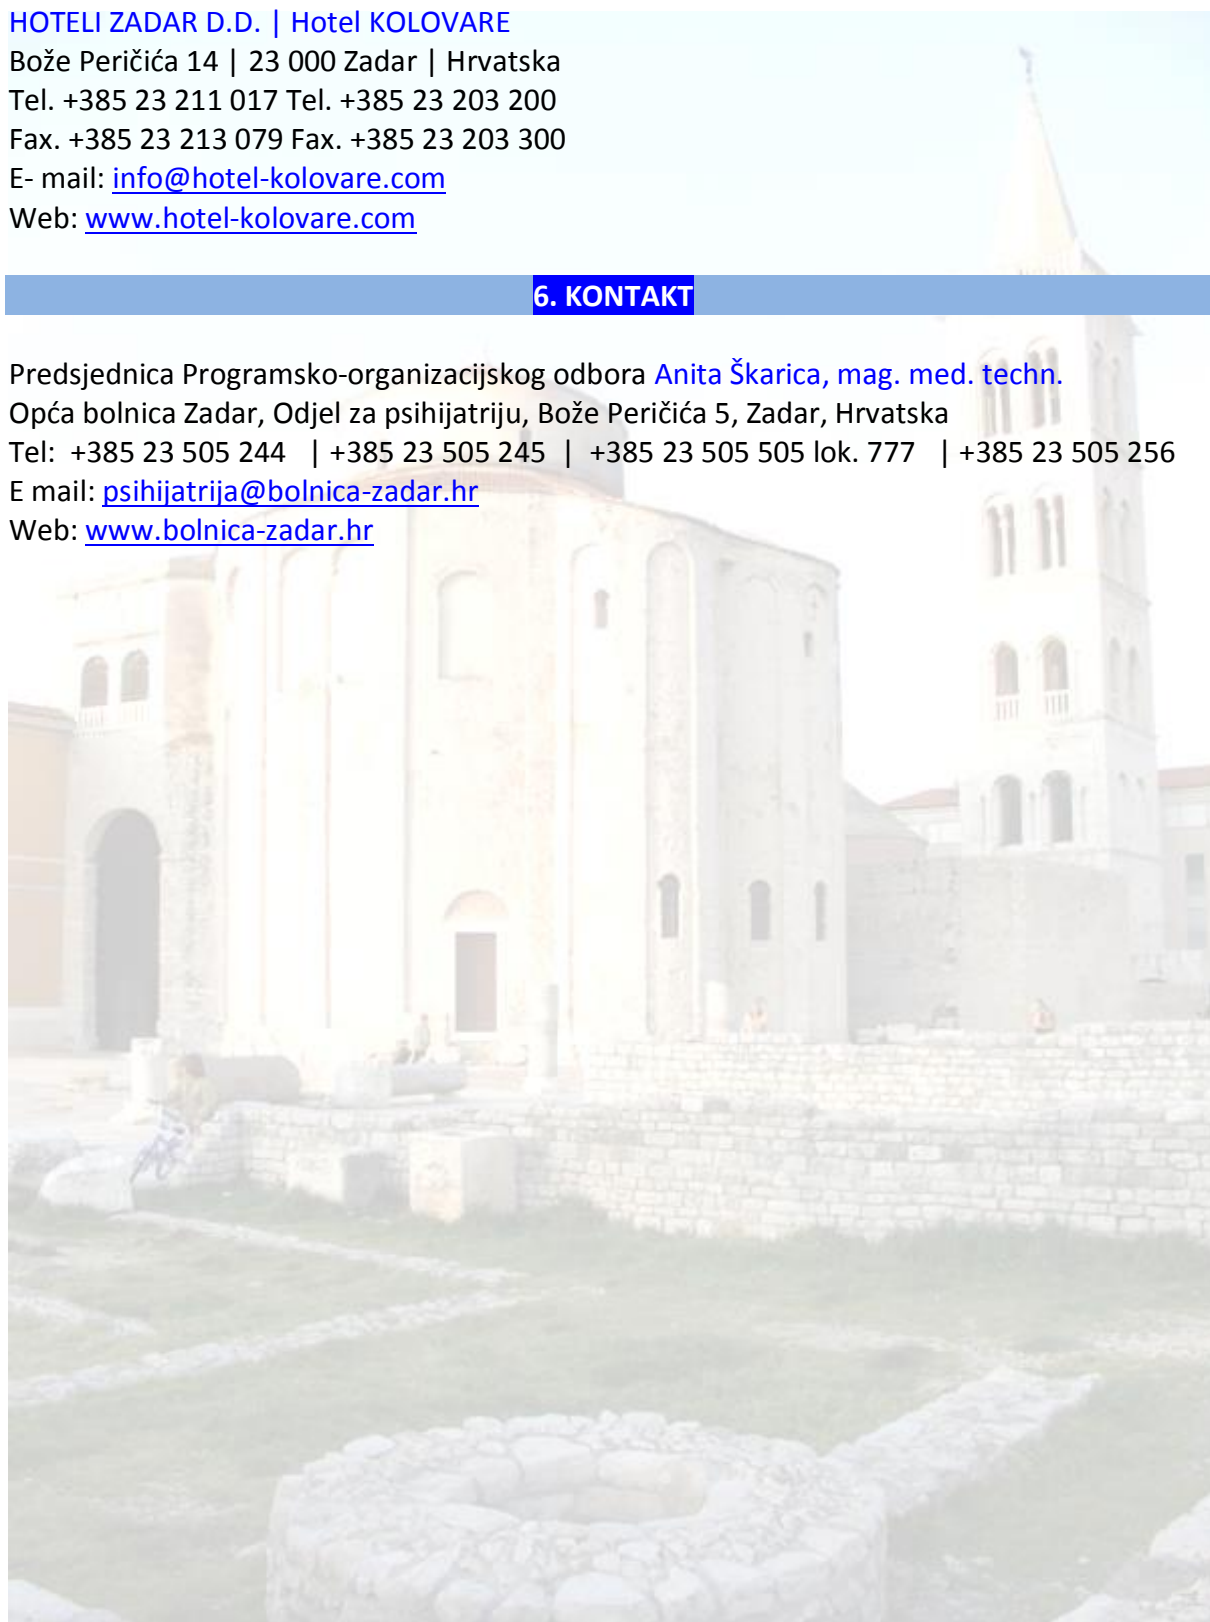 HOTELI ZADAR D.D. | Hotel KOLOVARE
Bože Peričića 14 | 23 000 Zadar | Hrvatska
Tel. +385 23 211 017 Tel. +385 23 203 200
Fax. +385 23 213 079 Fax. +385 23 203 300
E- mail: info@hotel-kolovare.com
Web: www.hotel-kolovare.com
6. KONTAKT
Predsjednica Programsko-organizacijskog odbora Anita Škarica, mag. med. techn.
Opća bolnica Zadar, Odjel za psihijatriju, Bože Peričića 5, Zadar, Hrvatska
Tel: +385 23 505 244 | +385 23 505 245 | +385 23 505 505 lok. 777 | +385 23 505 256
E mail: psihijatrija@bolnica-zadar.hr
Web: www.bolnica-zadar.hr